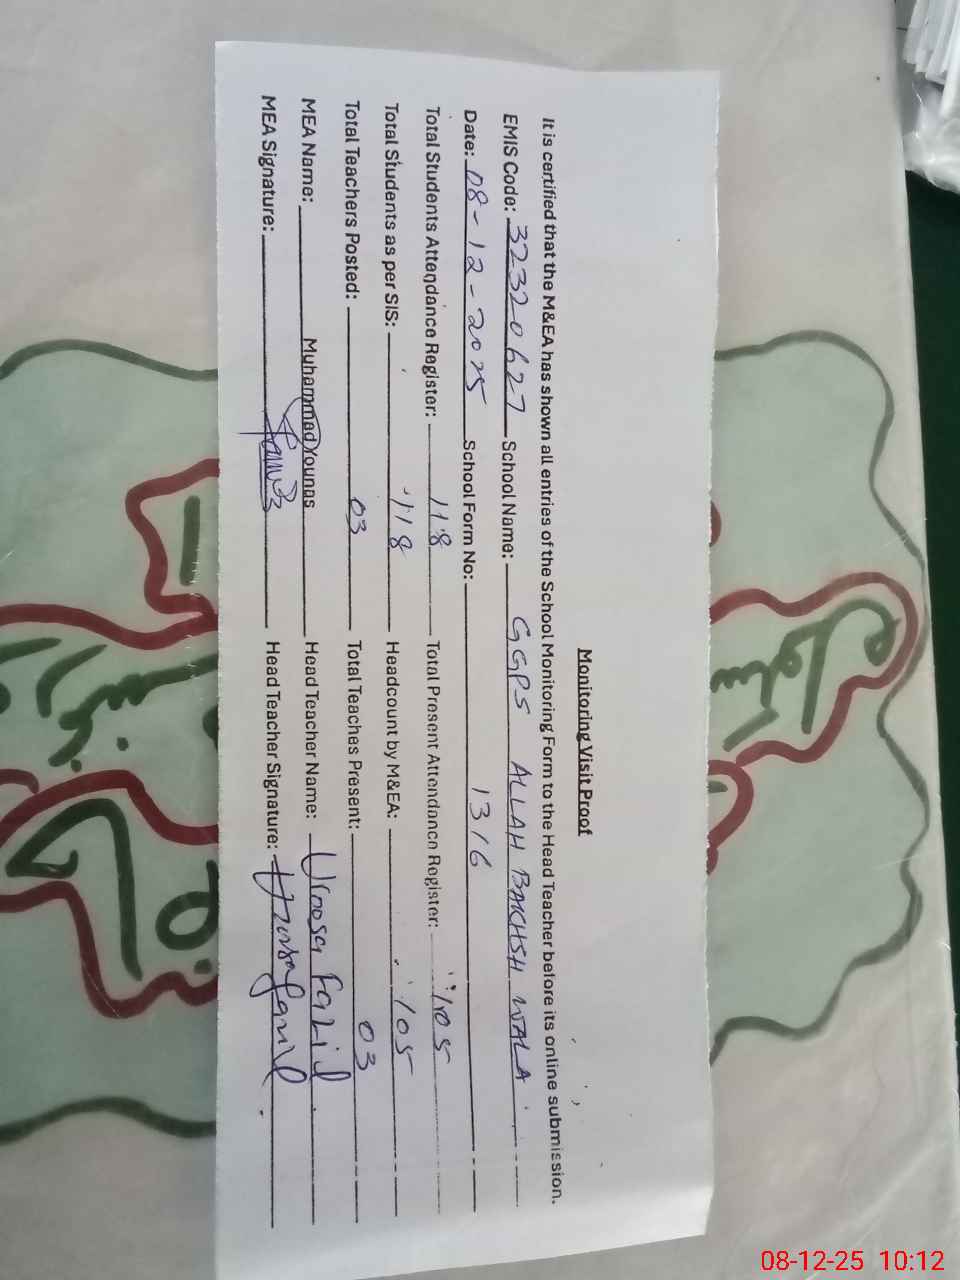 Monitoring Visit Proof
It is certified that the M&EA has shown all entries of the School Monitoring Form to the Head Teacher before its online submission.
EMIS Code: 32320627 School Name: GGPS ALLAH BAKHSH WALA
Date: 08-12-2025 School Form No: 1316
Total Students Attendance Register: 118 Total Present Attendance Register: 105
Total Students as per SIS: 118 Headcount by M&EA: 105
Total Teachers Posted: 03 Total Teaches Present: 03
MEA Name: Muhammad Younas Head Teacher Name: Uroosa
MEA Signature: Head Teacher Signature:
08-12-25 10:12